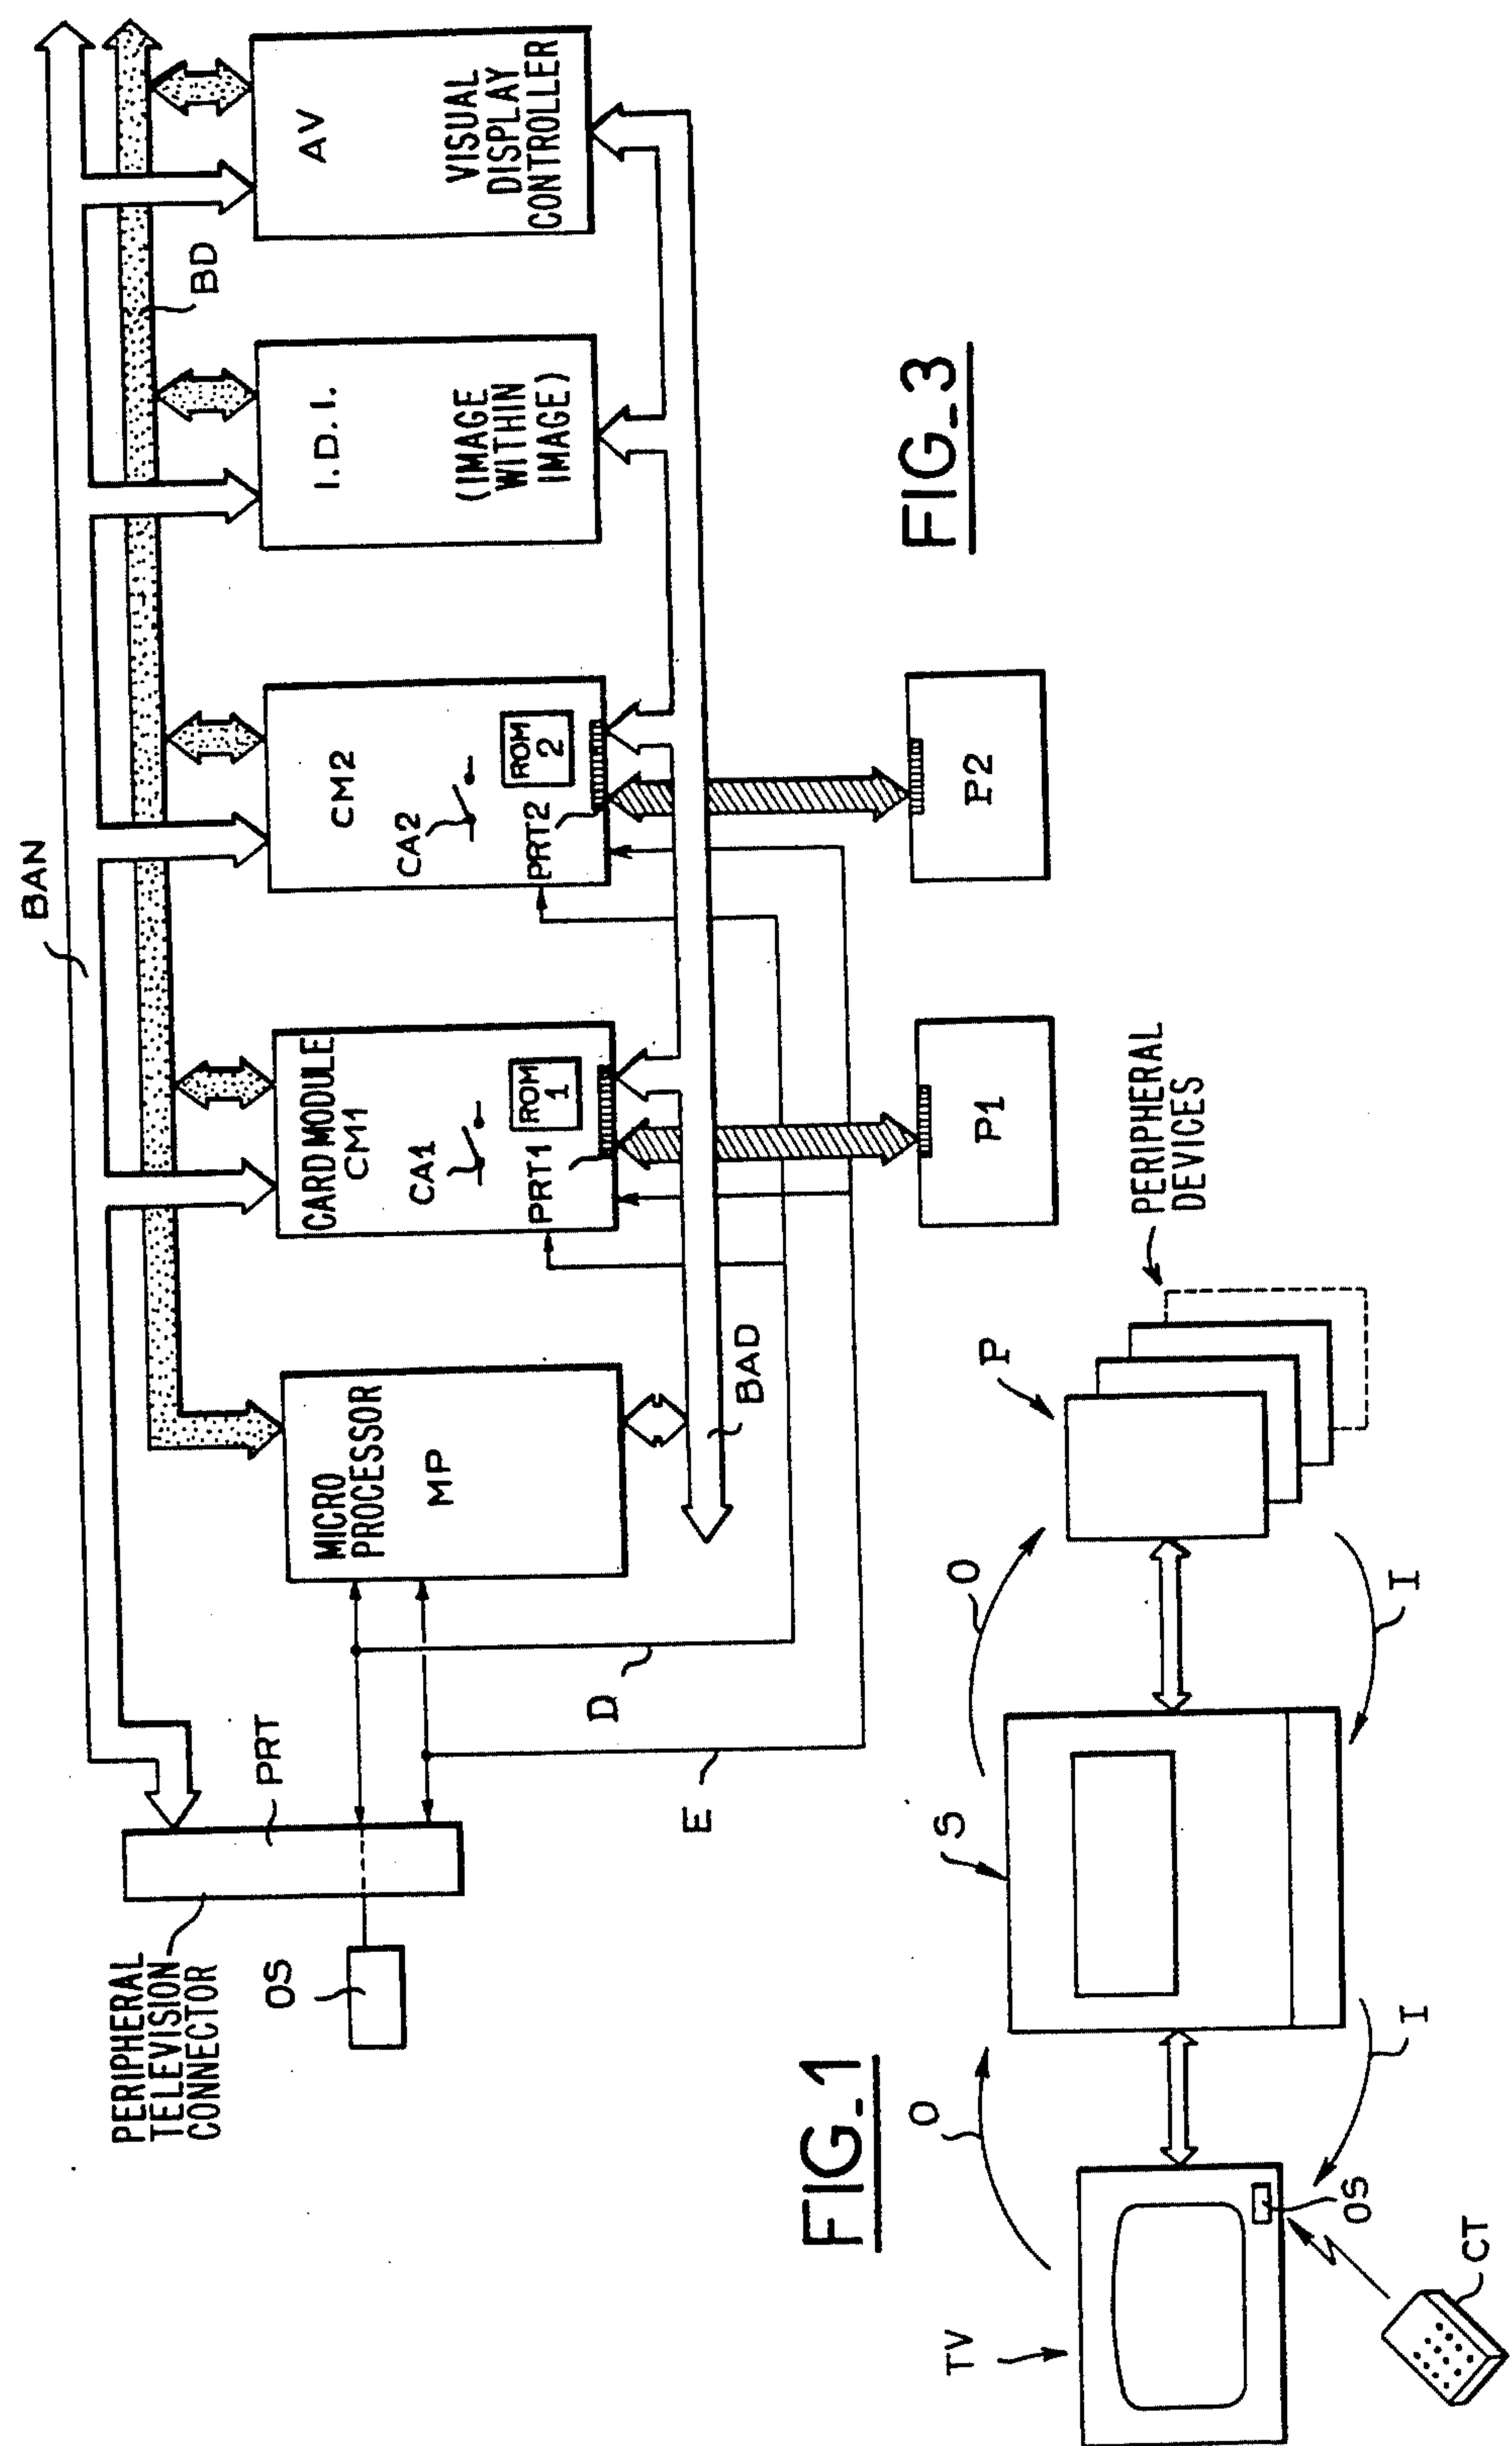 BAN
BD
PERIPHERAL
TELEVISION
CONNECTOR
PRT
OS
MICRO
PROCESSOR
MP
CARD MODULE
CM1
CA1
ROM
1
PRT1
CM2
CA2
ROM
2
PRT2
I.D.I.
(IMAGE
WITHIN
IMAGE)
AV
VISUAL
DISPLAY
CONTROLLER
BAD
D
E
P1
P2
FIG_3
FIG_1
TV
O
S
O
P
PERIPHERAL
DEVICES
OS
I
I
CT